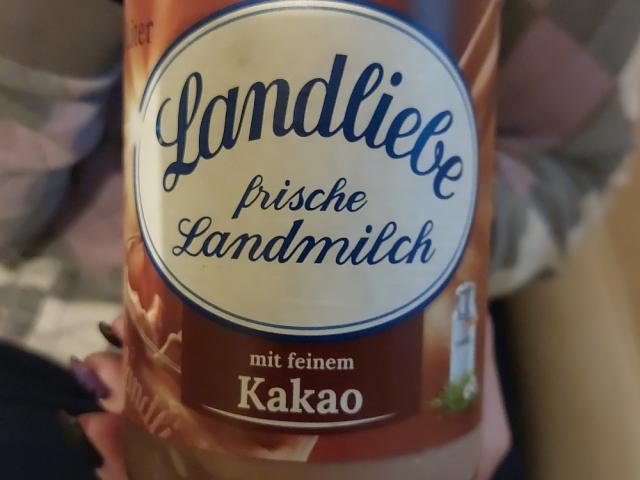 Landliebe
frische
Landmilch
mit feinem
Kakao